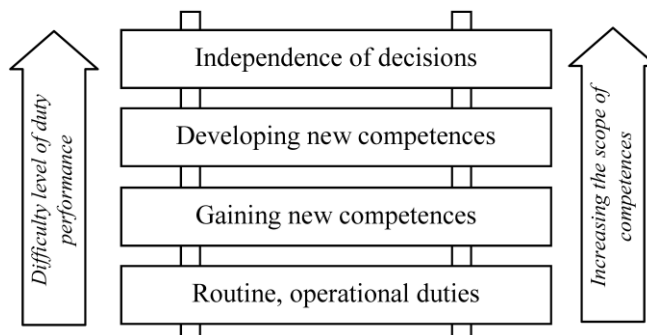 Difficulty level of duty
performance
Independence of decisions
Developing new competences
Gaining new competences
Routine, operational duties
Increasing the scope of
competences